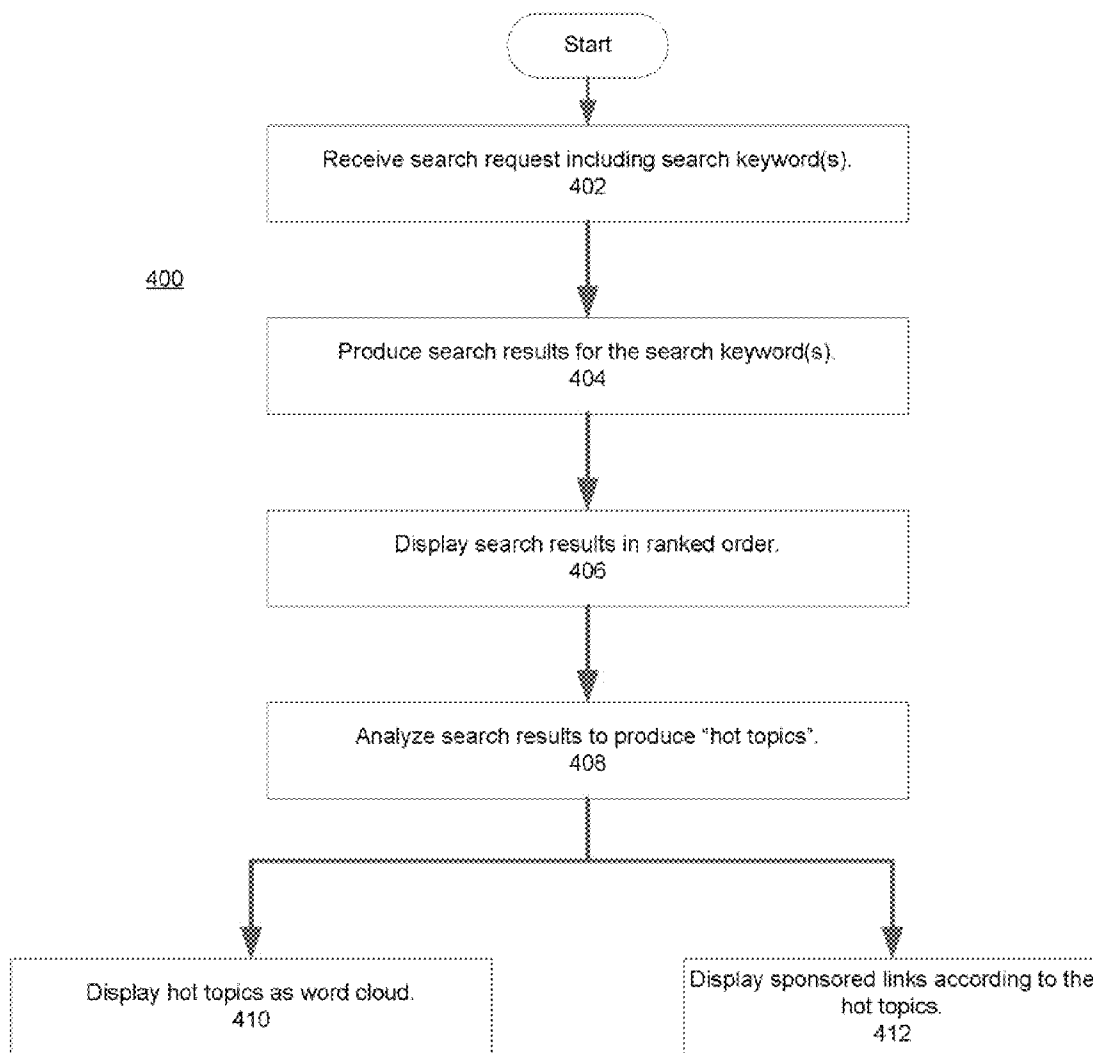 Start
Receive search request including search keyword(s).
402
400
Produce search results for the search keyword(s).
404
Display search results in ranked order.
406
Analyze search results to produce “hot topics”.
408
Display hot topics as word cloud.
410
Display sponsored links according to the
hot topics.
412